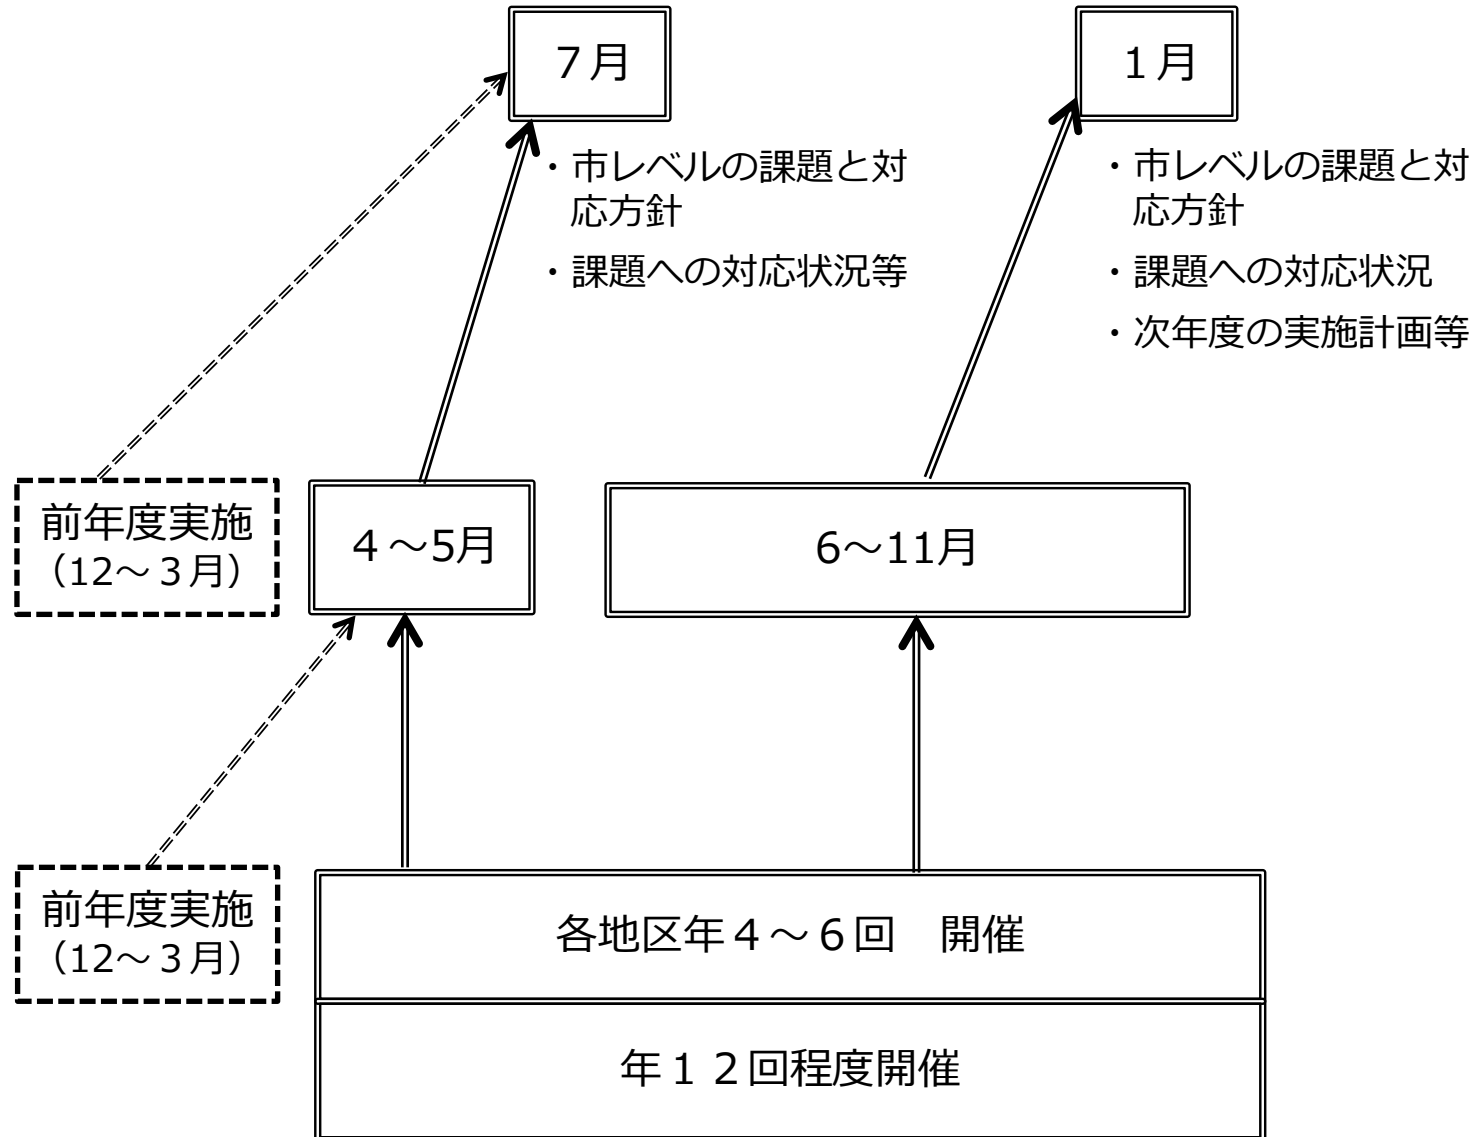 ７月
１月
・市レベルの課題と対
応方針
・課題への対応状況等
・市レベルの課題と対
応方針
・課題への対応状況
・次年度の実施計画等
前年度実施
（12～３月）
４～5月
6～11月
前年度実施
（12～３月）
各地区年４～６回　開催
年１２回程度開催